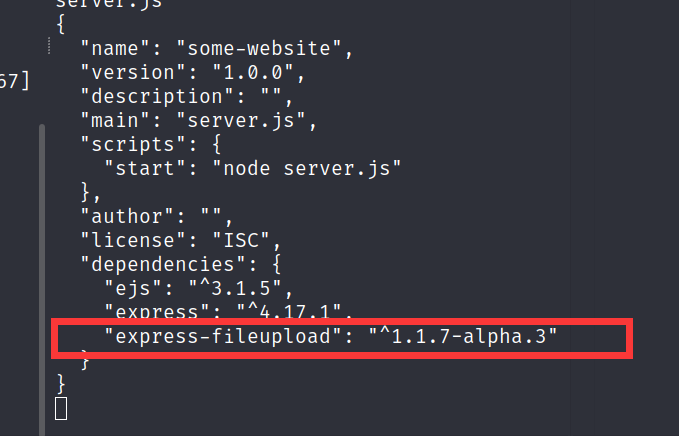 server.js
{
"name": "some-website",
67]
"version": "1.0.0",
"description": "",
"main": "server.js",
"scripts": {
"start": "node server.js"
},
"author": "",
"license": "ISC",
"dependencies": {
"ejs": "^3.1.5",
"express": "^4.17.1",
"express-fileupload": "^1.1.7-alpha.3"
}
}